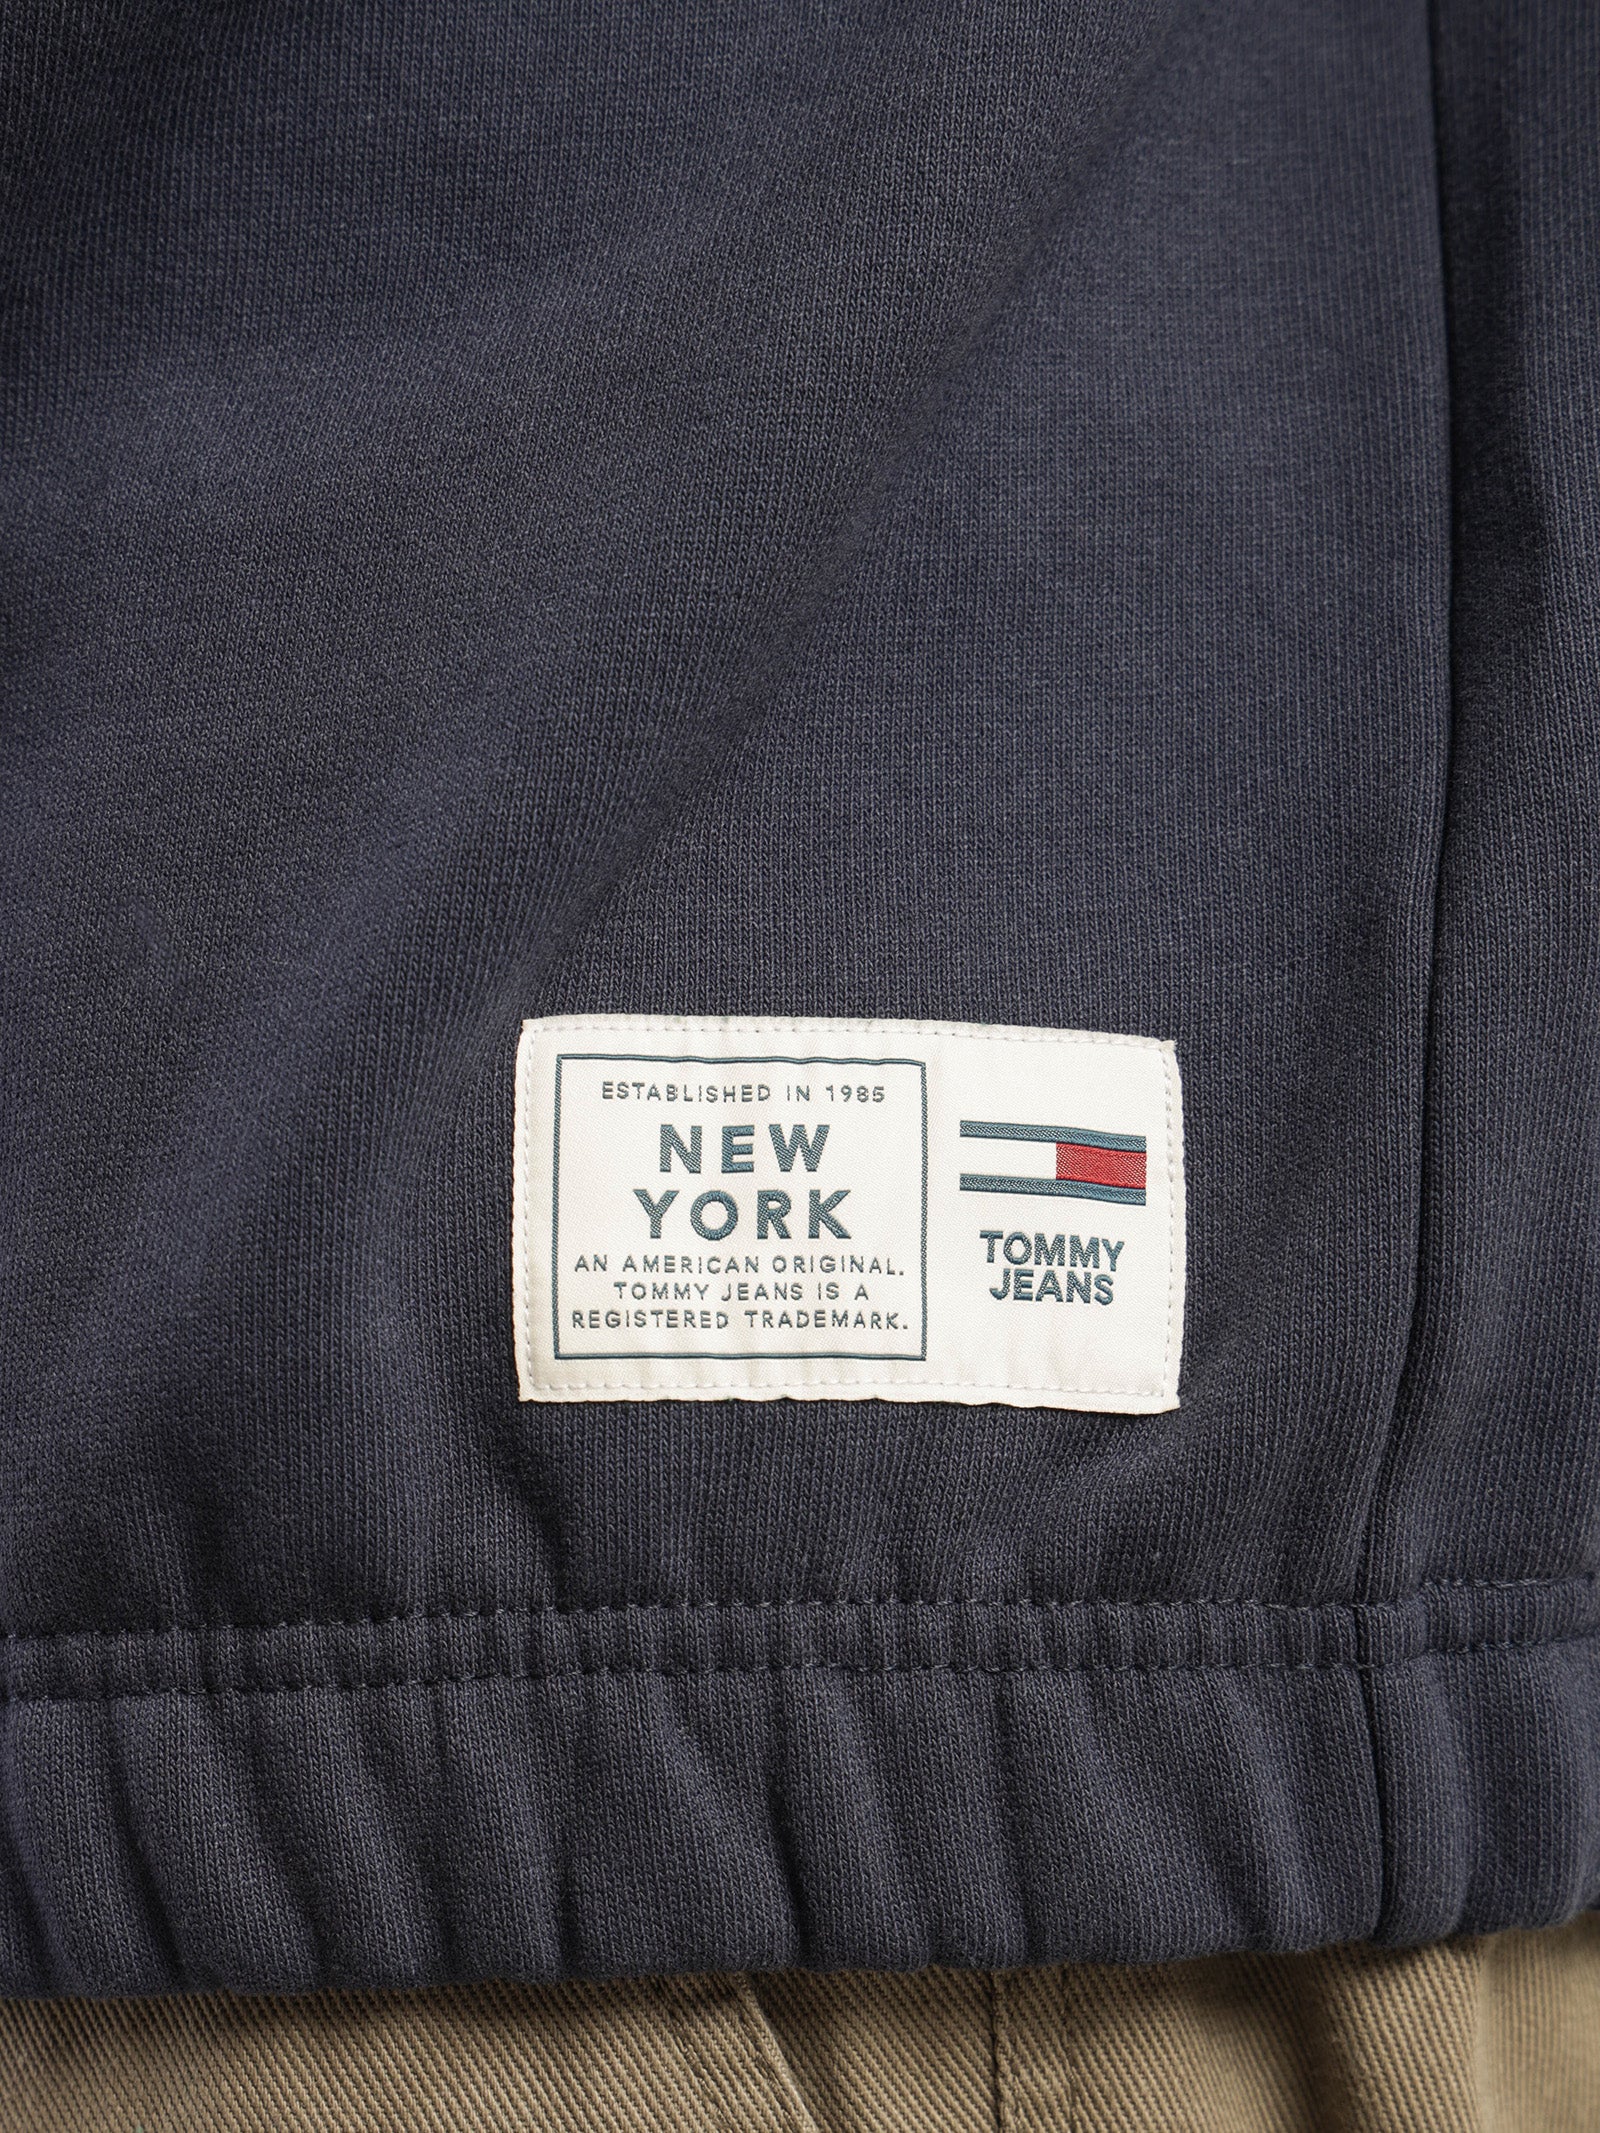 ESTABLISHED IN 1985
NEW
YORK
AN AMERICAN ORIGINAL.
TOMMY JEANS IS A
REGISTERED TRADEMARK.
TOMMY
JEANS